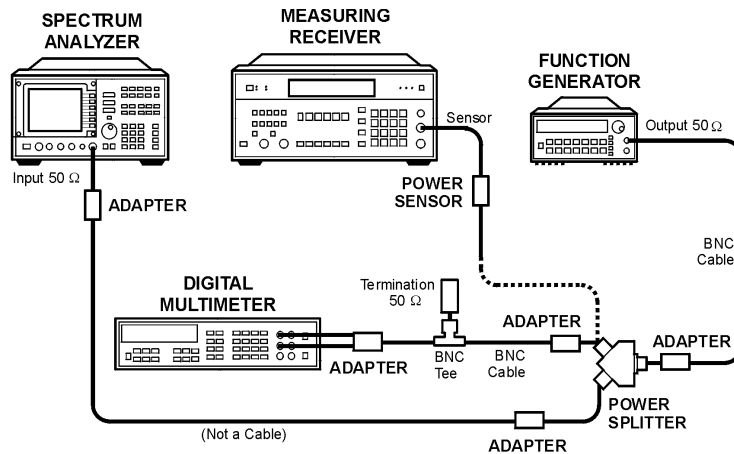 SPECTRUM
ANALYZER
MEASURING
RECEIVER
FUNCTION
GENERATOR
Sensor
Output 50 Ω
Input 50 Ω
ADAPTER
POWER
SENSOR
BNC
Cable
DIGITAL
MULTIMETER
Termination
50 Ω
ADAPTER
ADAPTER
ADAPTER
BNC
Tee
BNC
Cable
POWER
SPLITTER
(Not a Cable)
ADAPTER